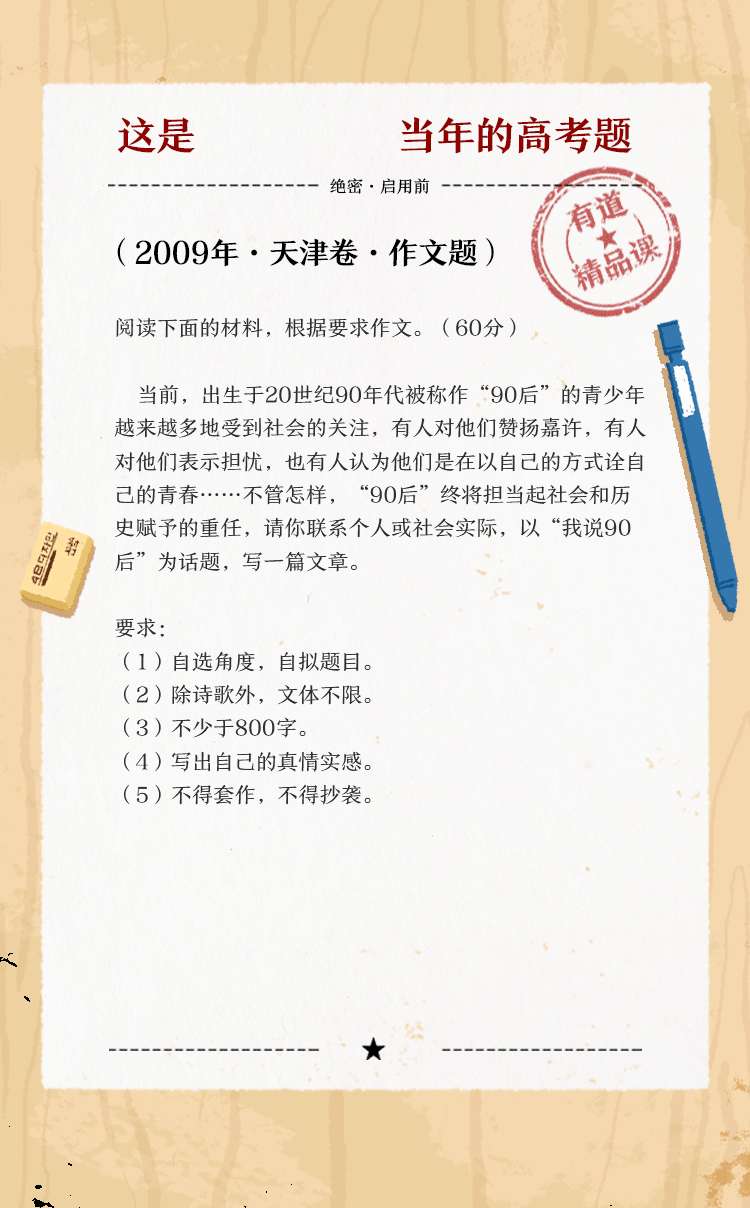 这是 当年的高考题
绝密·启用前
有道
精品课
（2009年·天津卷·作文题）
阅读下面的材料，根据要求作文。（60分）
当前，出生于20世纪90年代被称作“90后”的青少年
越来越多地受到社会的关注，有人对他们赞扬嘉许，有人
对他们表示担忧，也有人认为他们是在以自己的方式诠自
己的青春……不管怎样，“90后”终将担当起社会和历
史赋予的重任，请你联系个人或社会实际，以“我说90
后”为话题，写一篇文章。
要求：
（1）自选角度，自拟题目。
（2）除诗歌外，文体不限。
（3）不少于800字。
（4）写出自己的真情实感。
（5）不得套作，不得抄袭。